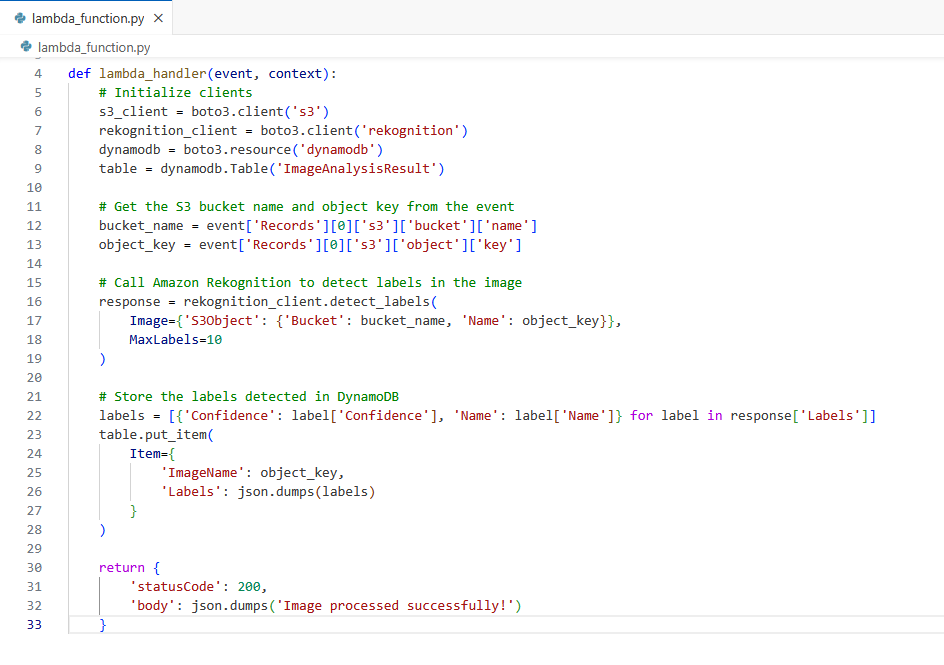 lambda_function.py ×
lambda_function.py
4 def lambda_handler(event, context):
5     # Initialize clients
6     s3_client = boto3.client('s3')
7     rekognition_client = boto3.client('rekognition')
8     dynamodb = boto3.resource('dynamodb')
9     table = dynamodb.Table('ImageAnalysisResult')
10
11     # Get the S3 bucket name and object key from the event
12     bucket_name = event['Records'][0]['s3']['bucket']['name']
13     object_key = event['Records'][0]['s3']['object']['key']
14
15     # Call Amazon Rekognition to detect labels in the image
16     response = rekognition_client.detect_labels(
17         Image={'S3Object': {'Bucket': bucket_name, 'Name': object_key}},
18         MaxLabels=10
19     )
20
21     # Store the labels detected in DynamoDB
22     labels = [{'Confidence': label['Confidence'], 'Name': label['Name']} for label in response['Labels']]
23     table.put_item(
24         Item={
25             'ImageName': object_key,
26             'Labels': json.dumps(labels)
27         }
28     )
29
30     return {
31         'statusCode': 200,
32         'body': json.dumps('Image processed successfully!')
33     }